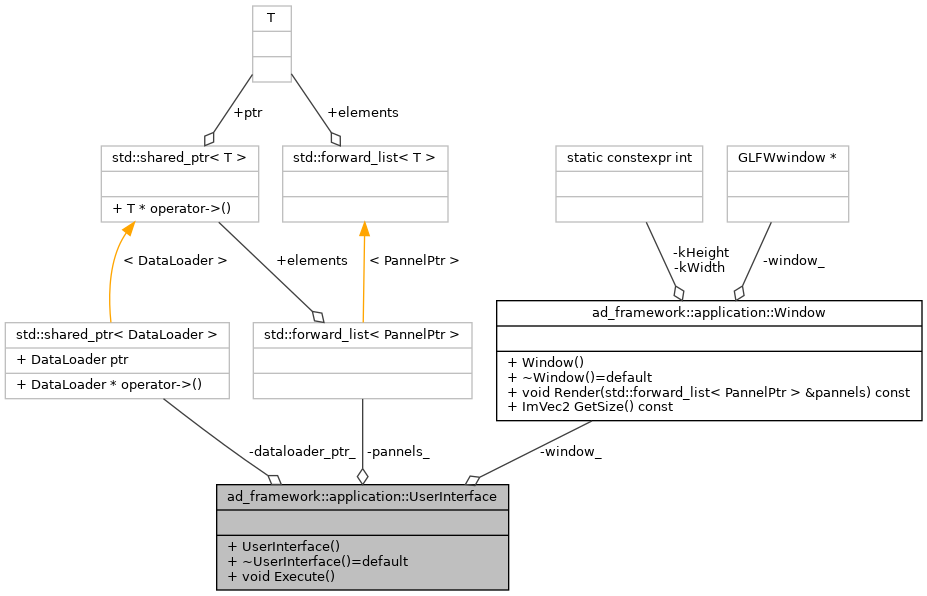 T
+ptr
+elements
std::shared_ptr< T >
+ T * operator->()
std::forward_list< T >
static constexpr int
GLFWwindow *
< DataLoader >
+elements
< PannelPtr >
-kHeight
-kWidth
-window_
std::shared_ptr< DataLoader >
+ DataLoader ptr
+ DataLoader * operator->()
std::forward_list< PannelPtr >
ad_framework::application::Window
+ Window()
+ ~Window()=default
+ void Render(std::forward_list< PannelPtr > &pannels) const
+ ImVec2 GetSize() const
-dataloader_ptr_
-pannels_
-window_
ad_framework::application::UserInterface
+ UserInterface()
+ ~UserInterface()=default
+ void Execute()